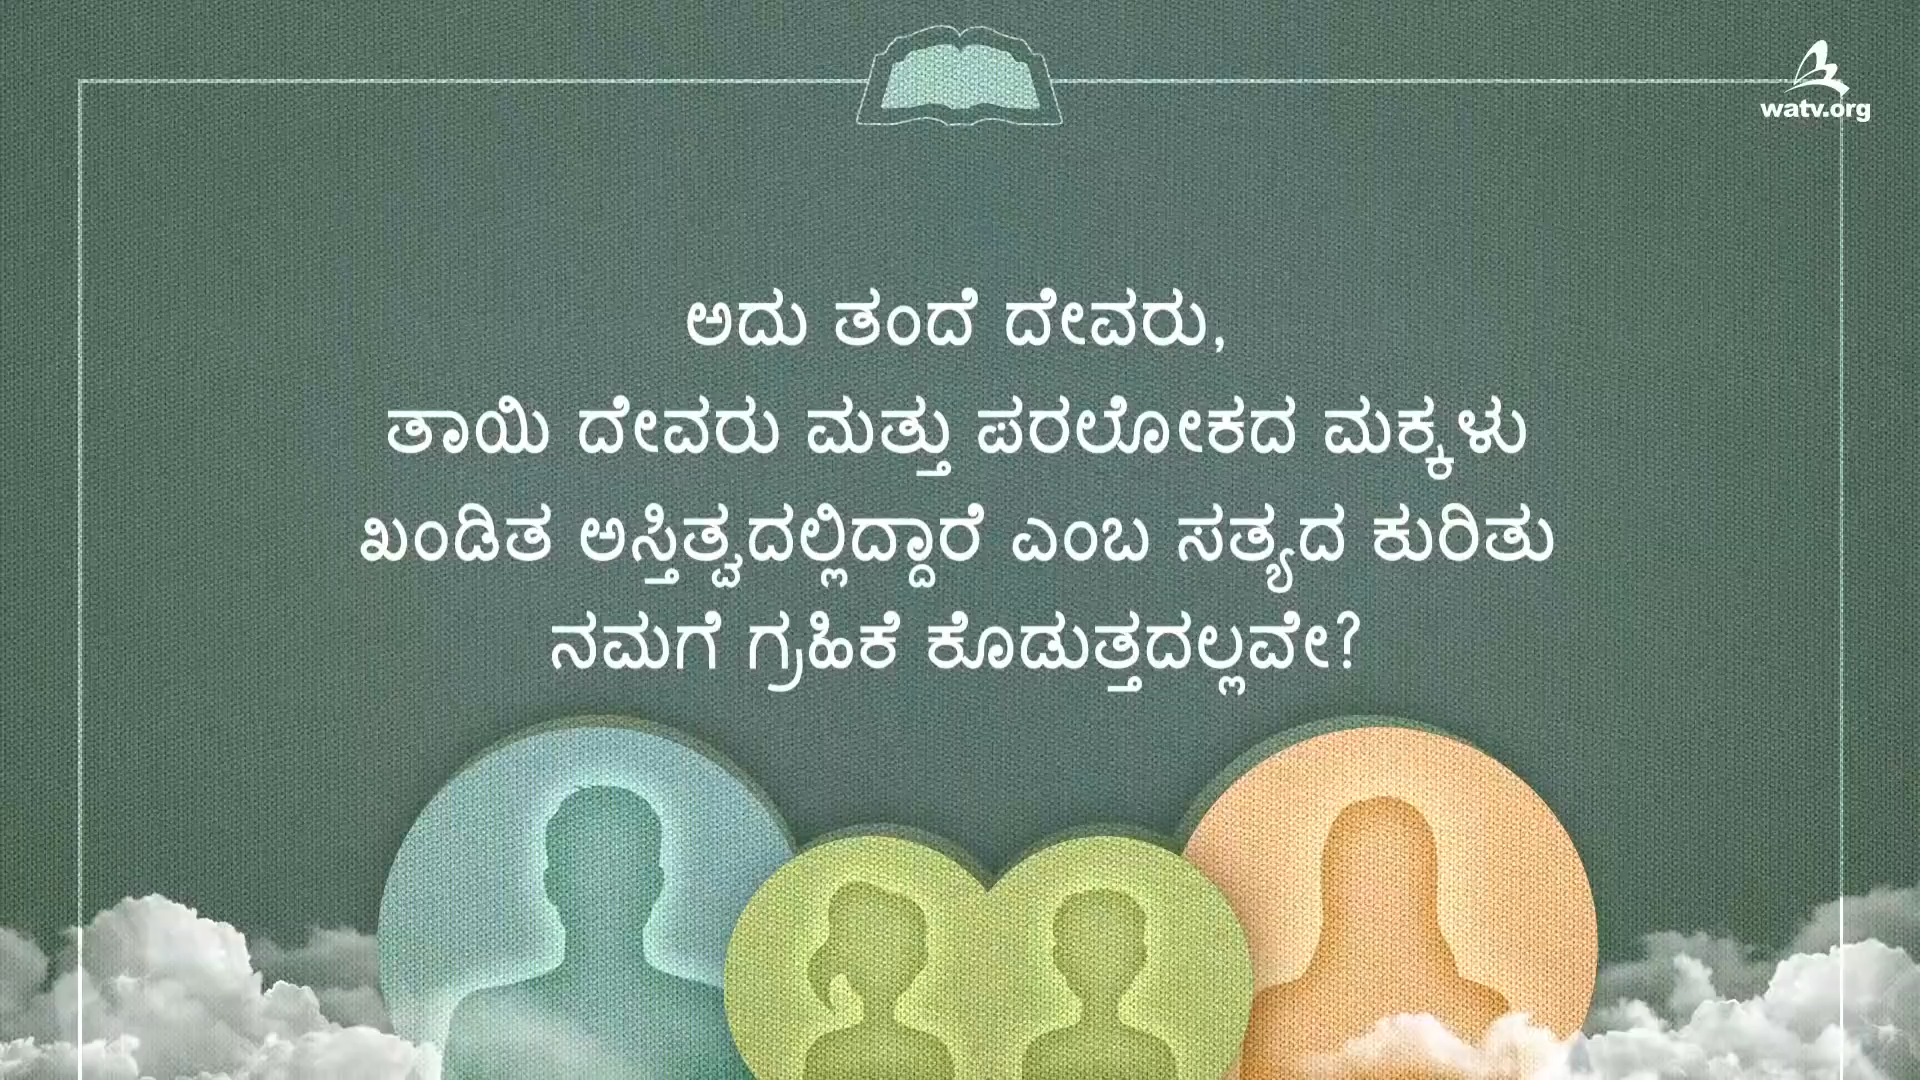 watv.org
ಅದು ತಂದೆ ದೇವರು,
ತಾಯಿ ದೇವರು ಮತ್ತು ಪರಲೋಕದ ಮಕ್ಕಳು
ಖಂಡಿತ ಅಸ್ತಿತ್ವದಲ್ಲಿದ್ದಾರೆ ಎಂಬ ಸತ್ಯದ ಕುರಿತು
ನಮಗೆ ಗ್ರಹಿಕೆ ಕೊಡುತ್ತದಲ್ಲವೇ?